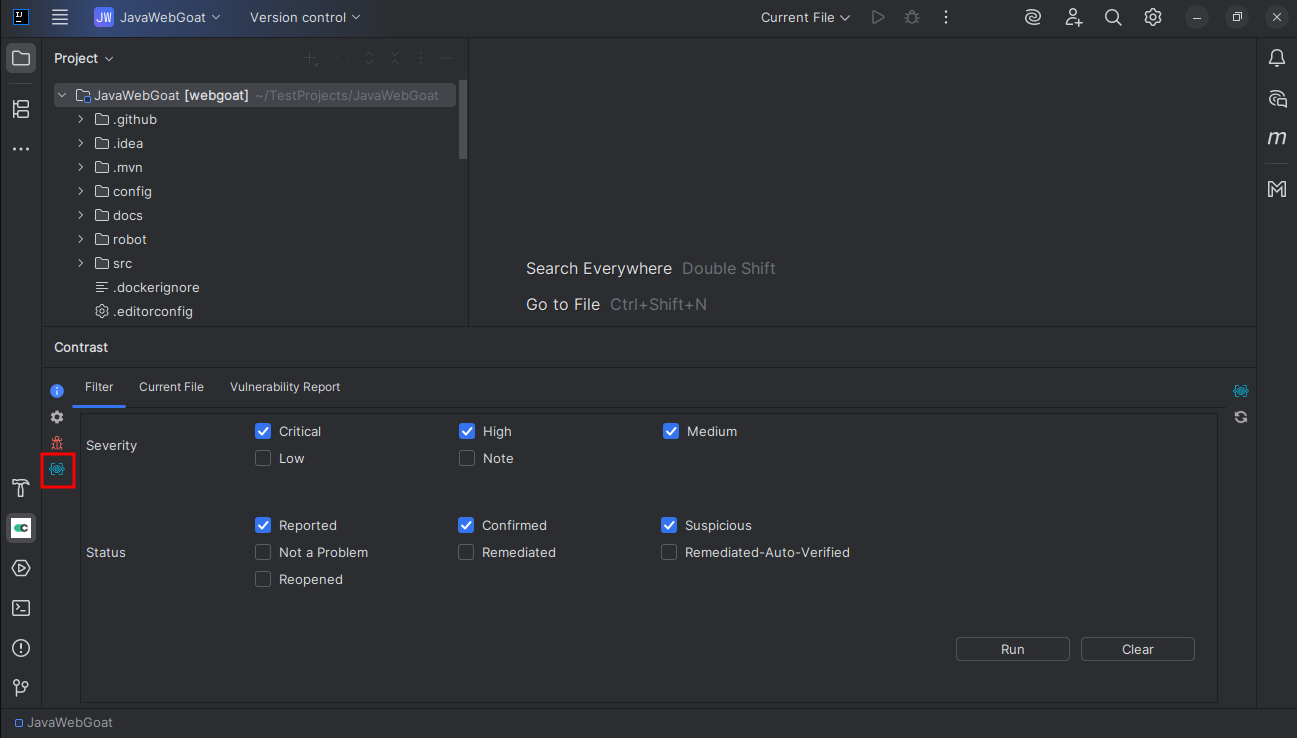 JW JavaWebGoat Version control Current File
Project
JavaWebGoat [webgoat] ~/TestProjects/JavaWebGoat
.github
.idea
.mvn
config
docs
robot
src
.dockerignore
.editorconfig
Search Everywhere Double Shift
Go to File Ctrl+Shift+N
Contrast
Filter Current File Vulnerability Report
Severity
Critical High Medium
Low Note
Status
Reported Confirmed Suspicious
Not a Problem Remediated Remediated-Auto-Verified
Reopened
Run Clear
JavaWebGoat